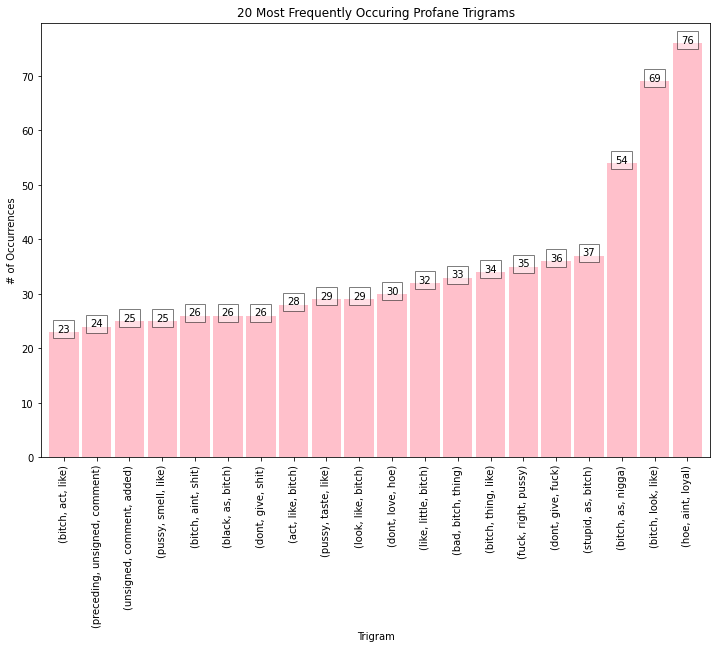 20 Most Frequently Occuring Profane Trigrams
# of Occurrences
70
60
50
40
30
20
10
0
23
24
25
25
26
26
26
28
29
29
30
32
33
34
35
36
37
54
69
76
(bitch, act, like)
(preceding, unsigned, comment)
(unsigned, comment, added)
(pussy, smell, like)
(bitch, aint, shit)
(black, as, bitch)
(dont, give, shit)
(act, like, bitch)
(pussy, taste, like)
(look, like, bitch)
(dont, love, hoe)
(like, little, bitch)
(bad, bitch, thing)
(bitch, thing, like)
(fuck, right, pussy)
(dont, give, fuck)
(stupid, as, bitch)
(bitch, as, nigga)
(bitch, look, like)
(hoe, aint, loyal)
Trigram